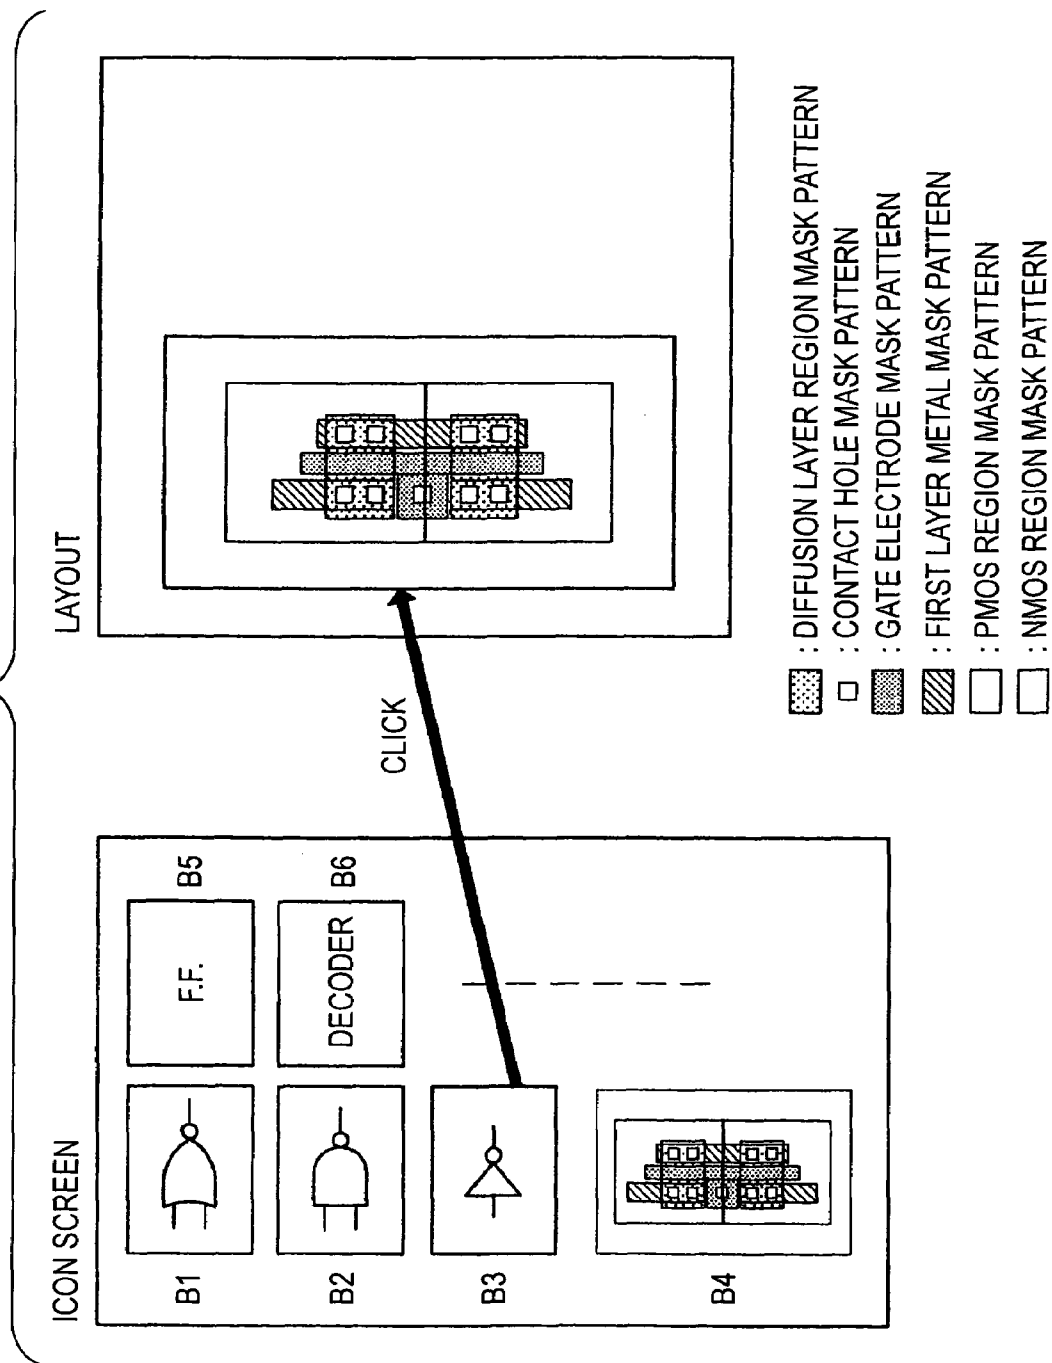 ICON SCREEN
B1
F.F.
B5
B2
DECODER
B6
B3
B4
CLICK
LAYOUT
: DIFFUSION LAYER REGION MASK PATTERN
: CONTACT HOLE MASK PATTERN
: GATE ELECTRODE MASK PATTERN
: FIRST LAYER METAL MASK PATTERN
: PMOS REGION MASK PATTERN
: NMOS REGION MASK PATTERN